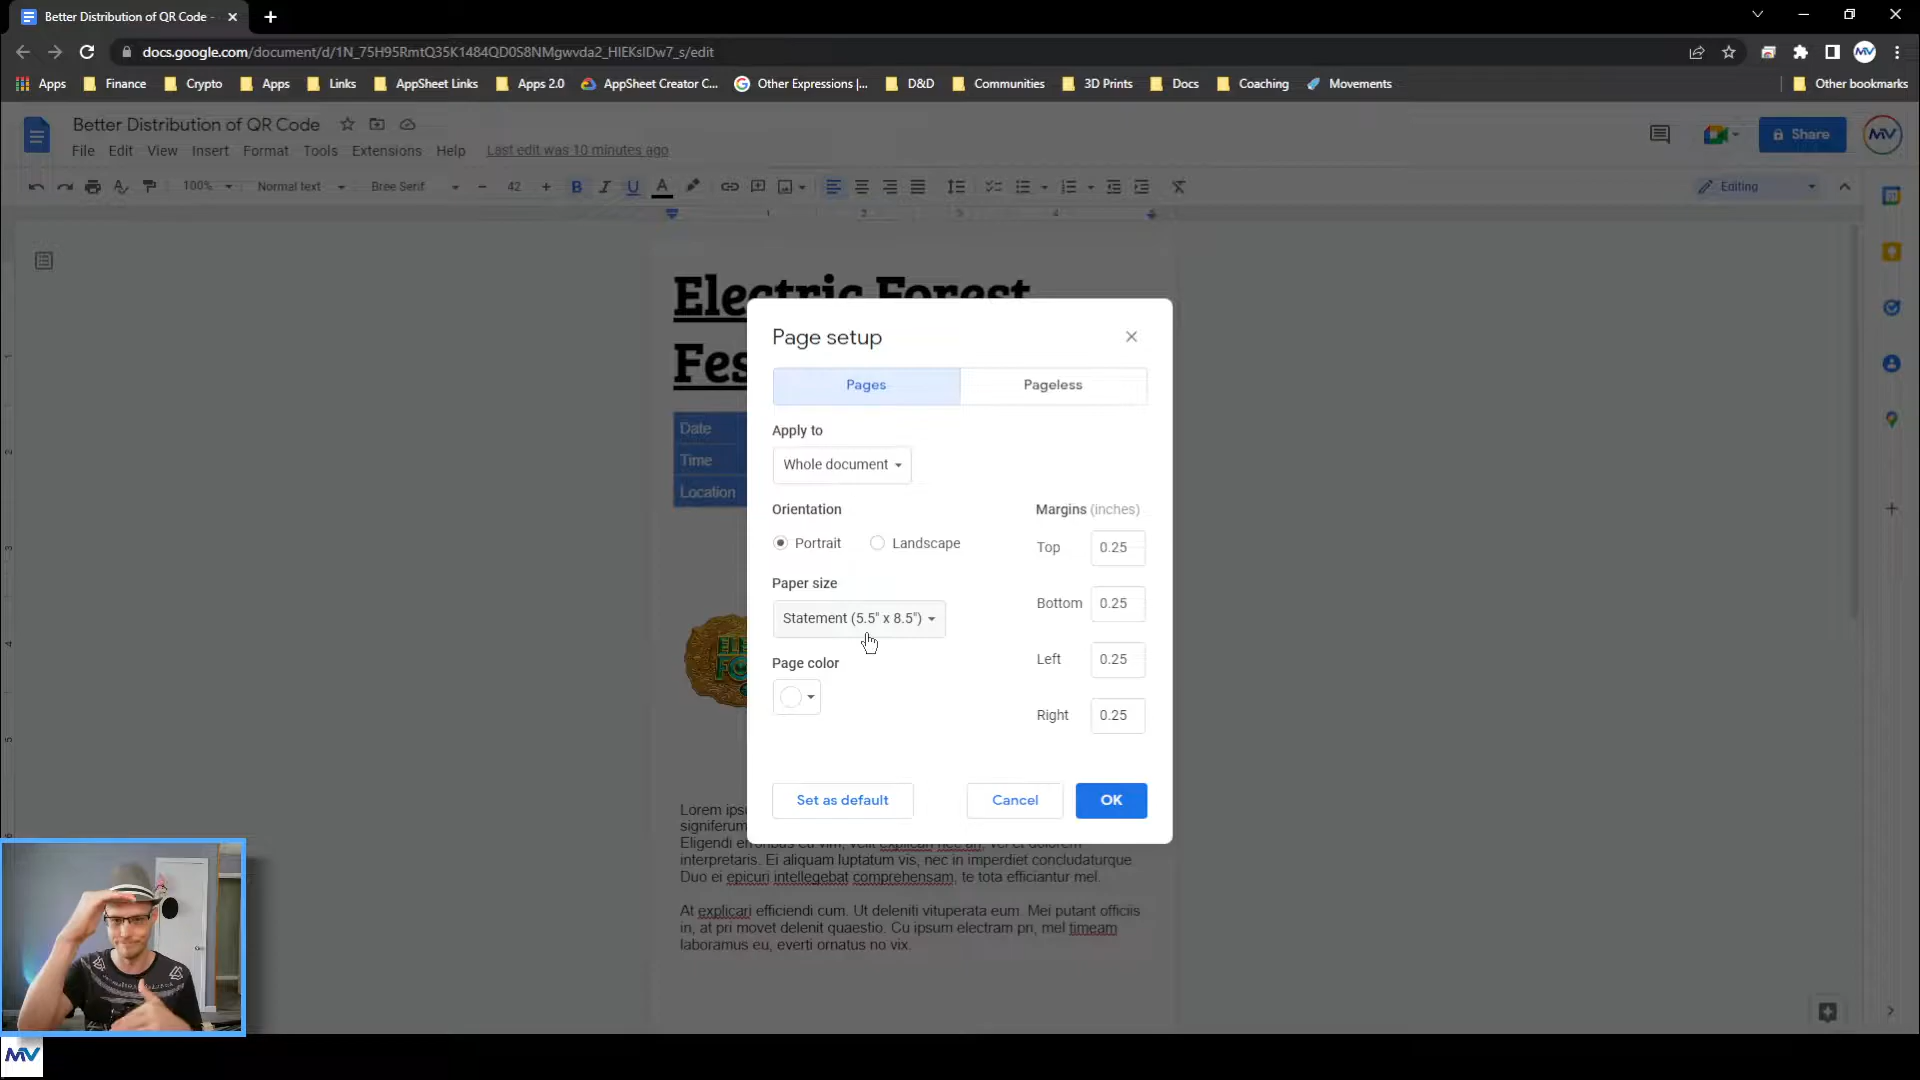 Better Distribution of QR Code -
docs.google.com/document/d/1N_75H95RmtQ35K1484QD0S8NMgwvda2_HIEKsIDw7_s/edit
Apps Finance Crypto Apps Links AppSheet Links Apps 2.0 AppSheet Creator C... Other Expressions |... D&D Communities 3D Prints Docs Coaching Movements Other bookmarks
Better Distribution of QR Code
Share
MV
File Edit View Insert Format Tools Extensions Help Last edit was 10 minutes ago
100% Normal text Bree Serif 42 B I U A Editing
1 2 3 4 5
Electric Forest
Fes
Page setup
Pages Pageless
Date
Time
Location
Apply to
Whole document
Orientation
Margins (inches)
Portrait Landscape
Top 0.25
Paper size
Bottom 0.25
Statement (5.5" x 8.5")
Left 0.25
Page color
Right 0.25
Set as default Cancel OK
Lorem ips
signiferum
interpretaris. Ei aliquam luptatum vis, nec in imperdiet concludaturque
Duo ei epicuri intellegebat comprehensam, te tota efficiantur mel.
At explicari efficiendi cum. Ut deleniti vituperata eum. Mei putant officiis
in, at pri movet delenit quaestio. Cu ipsum electram pri, mel timeam
laboramus eu, everti ornatus no vix.
MV